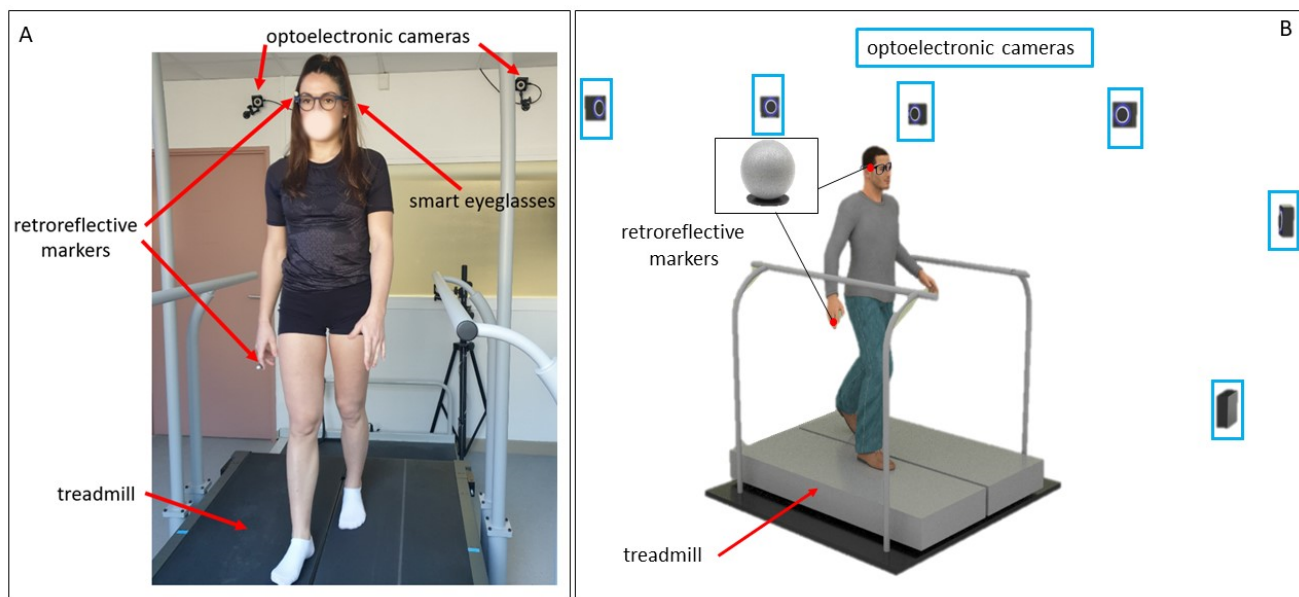 A
optoelectronic cameras
smart eyeglasses
retroreflective
markers
treadmill
B
optoelectronic cameras
retroreflective
markers
treadmill